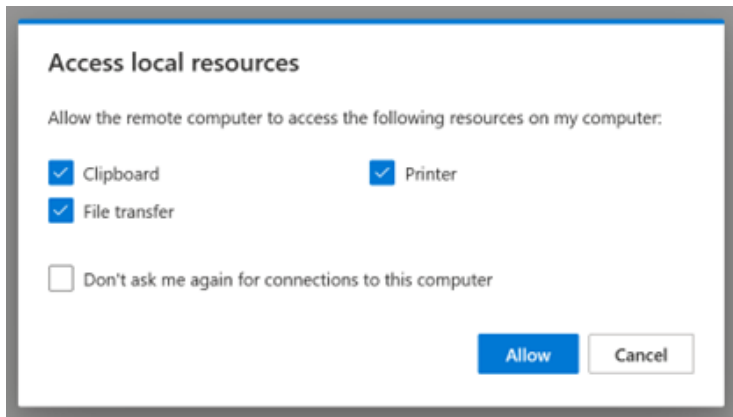 Access local resources
Allow the remote computer to access the following resources on my computer:
Clipboard
Printer
File transfer
Don't ask me again for connections to this computer
Allow
Cancel